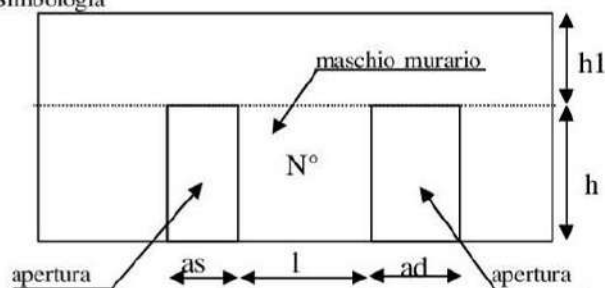 Simbologia
h1
maschio murario
N°
h
apertura
as
l
ad
apertura